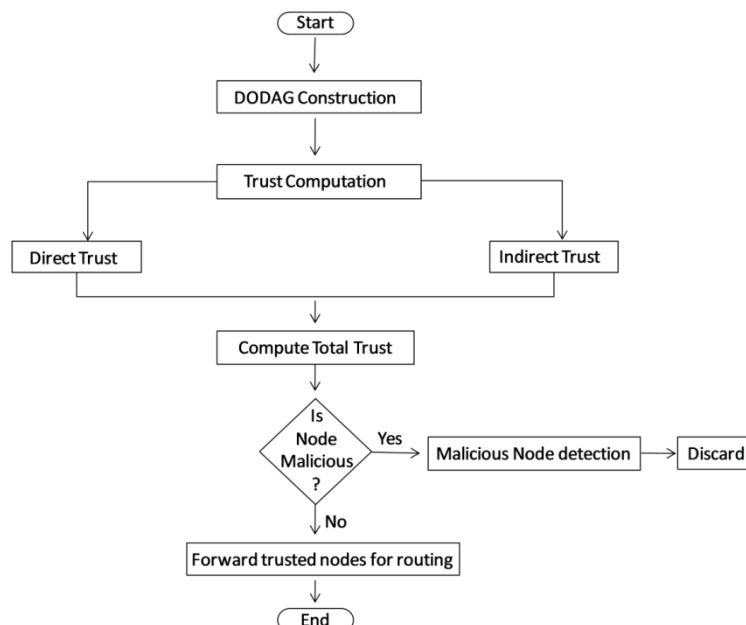 Start
DODAG Construction
Trust Computation
Direct Trust
Indirect Trust
Compute Total Trust
Is
Node
Malicious
?
Yes
Malicious Node detection
Discard
No
Forward trusted nodes for routing
End